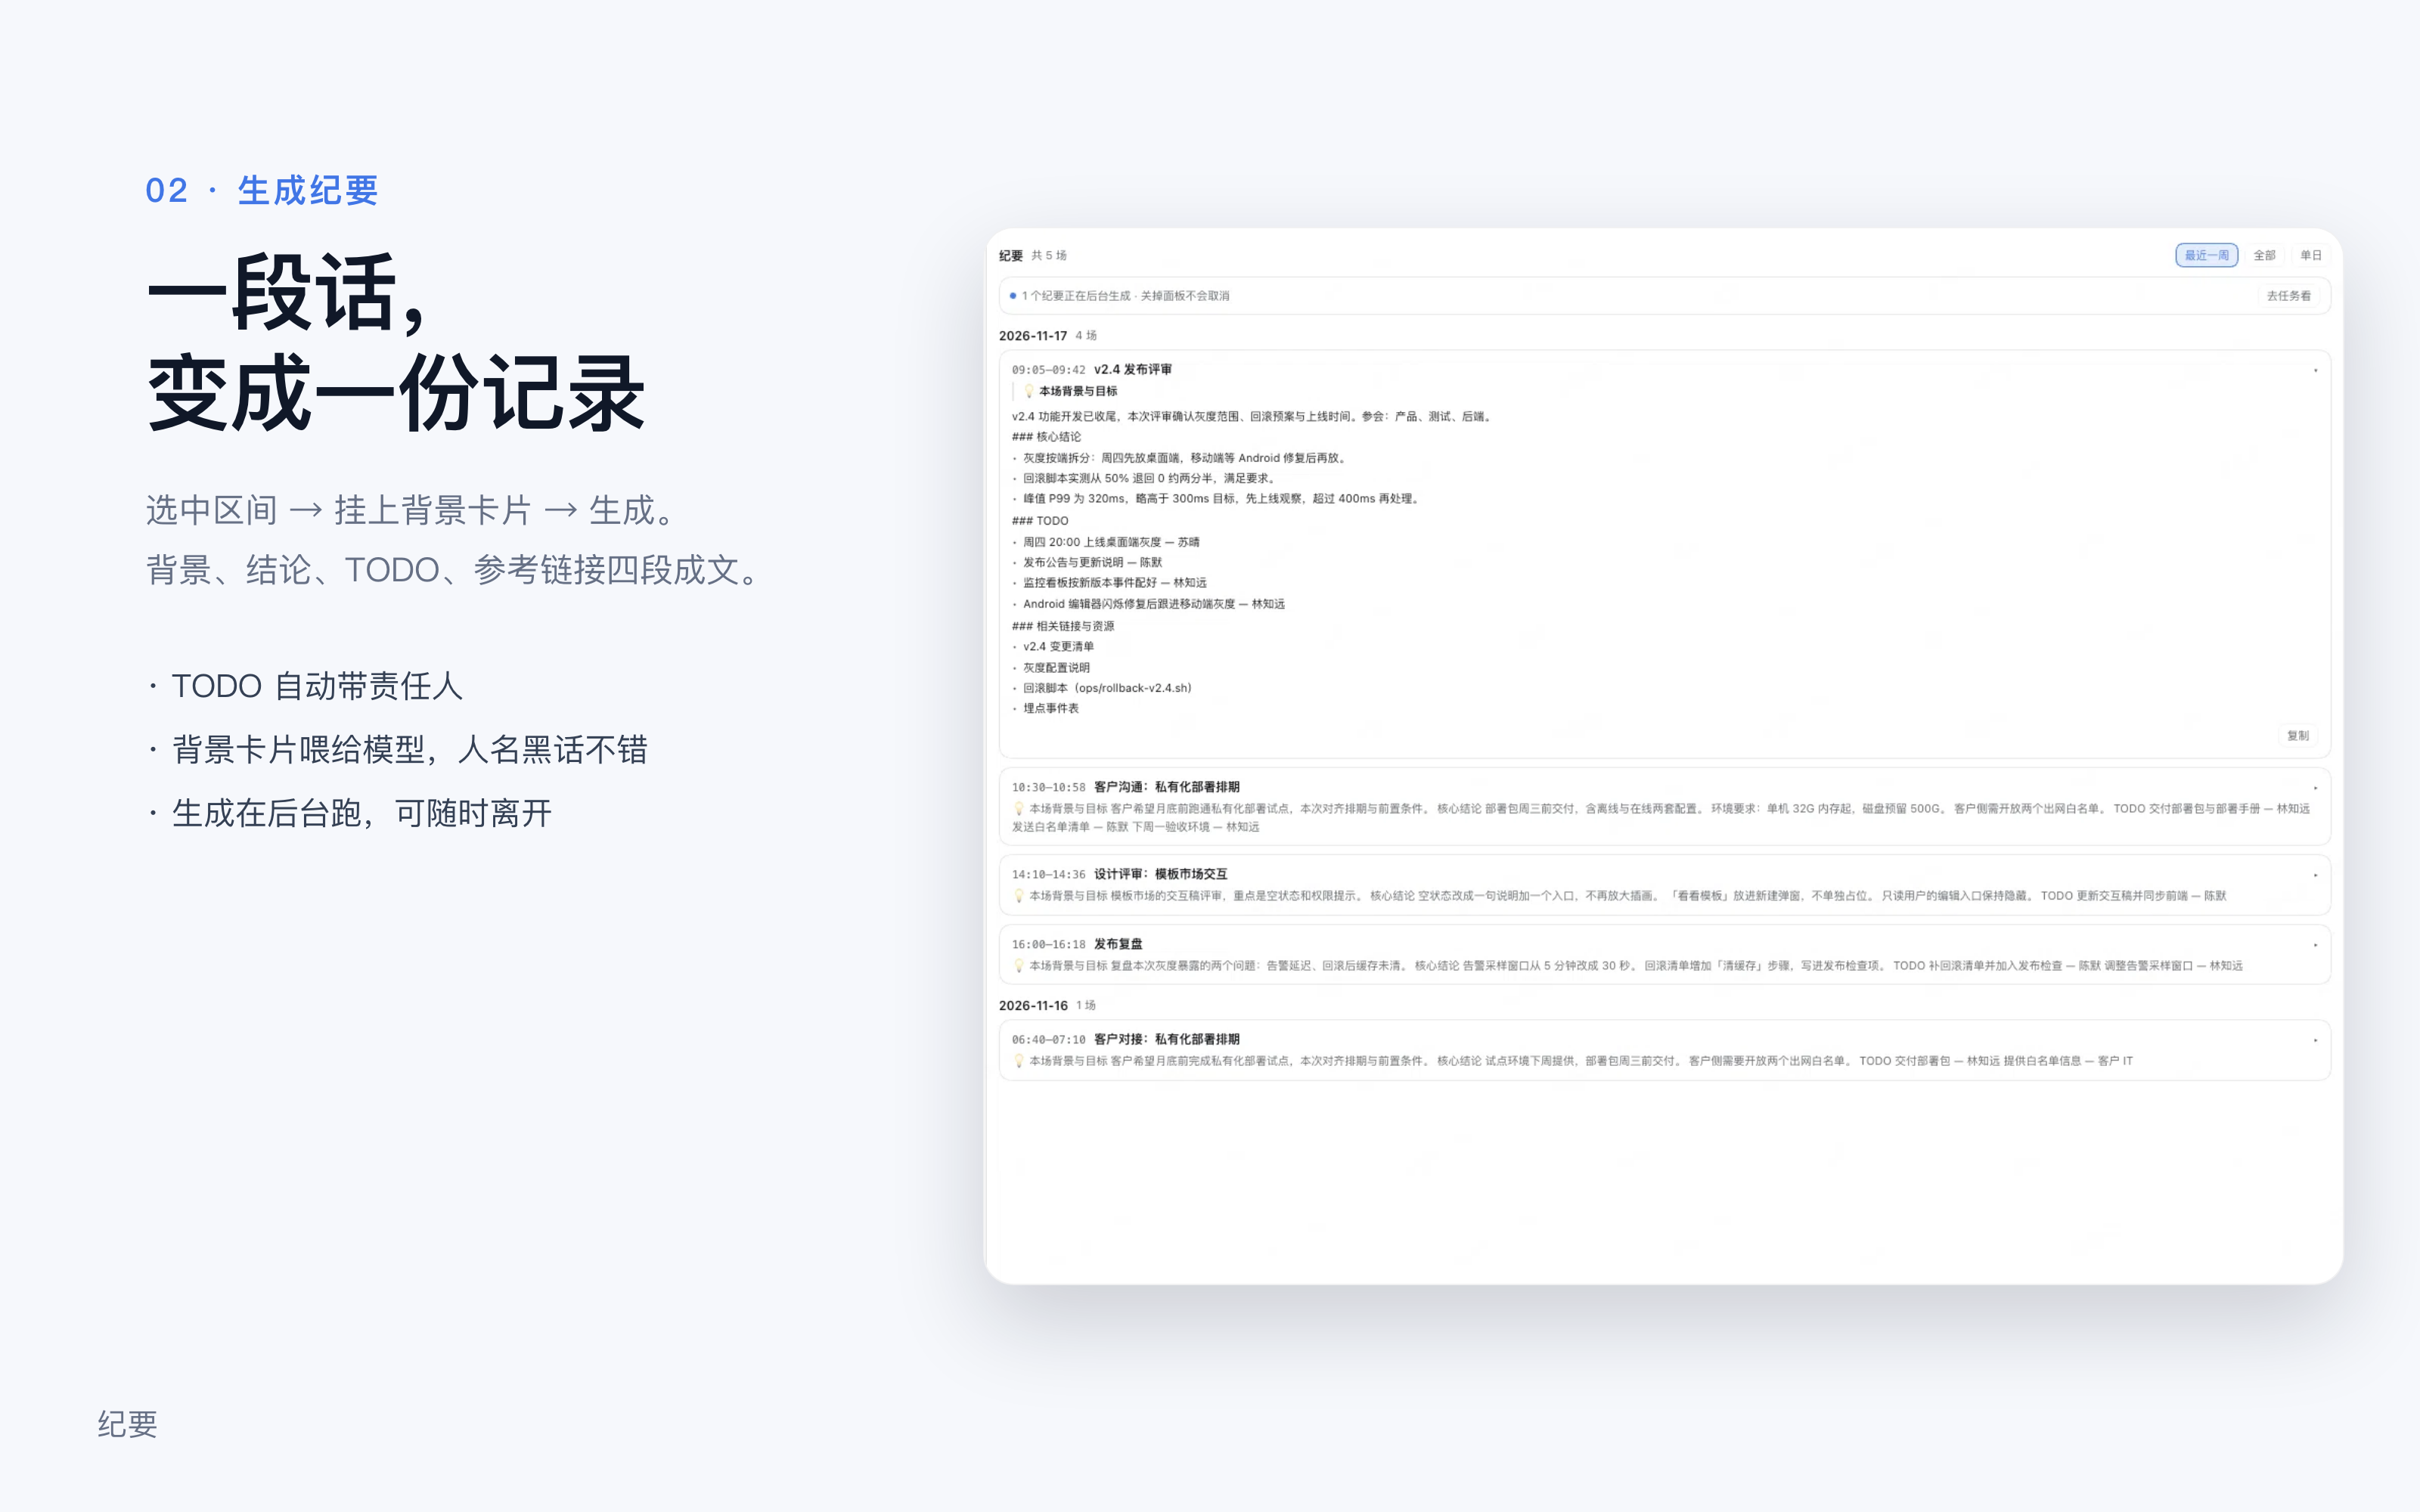 02 · 生成纪要
一段话，
变成一份记录
选中区间 → 挂上背景卡片 → 生成。
背景、结论、TODO、参考链接四段成文。
· TODO 自动带责任人
· 背景卡片喂给模型，人名黑话不错
· 生成在后台跑，可随时离开
纪要
纪要 共 5 场
最近一周 全部 单日
1 个纪要正在后台生成 · 关掉面板不会取消
去任务看
2026-11-17 4 场
09:05—09:42 v2.4 发布评审
💡 本场背景与目标
v2.4 功能开发已收尾，本次评审确认灰度范围、回滚预案与上线时间。参会：产品、测试、后端。
### 核心结论
· 灰度按端拆分：周四先放桌面端，移动端等 Android 修复后再放。
· 回滚脚本实测从 50% 退回 0 约两分半，满足要求。
· 峰值 P99 为 320ms，略高于 300ms 目标，先上线观察，超过 400ms 再处理。
### TODO
· 周四 20:00 上线桌面端灰度 — 苏晴
· 发布公告与更新说明 — 陈默
· 监控看板按新版本事件配好 — 林知远
· Android 编辑器闪烁修复后跟进移动端灰度 — 林知远
### 相关链接与资源
· v2.4 变更清单
· 灰度配置说明
· 回滚脚本（ops/rollback-v2.4.sh）
· 埋点事件表
复制
10:30—10:58 客户沟通：私有化部署排期
💡 本场背景与目标 客户希望月底前跑通私有化部署试点，本次对齐排期与前置条件。 核心结论 部署包周三前交付，含离线与在线两套配置。 环境要求：单机 32G 内存起，磁盘预留 500G。 客户侧需开放两个出网白名单。 TODO 交付部署包与部署手册 — 林知远
发送白名单清单 — 陈默 下周一验收环境 — 林知远
14:10—14:36 设计评审：模板市场交互
💡 本场背景与目标 模板市场的交互稿评审，重点是空状态和权限提示。 核心结论 空状态改成一句说明加一个入口，不再放大插画。 「看看模板」放进新建弹窗，不单独占位。 只读用户的编辑入口保持隐藏。 TODO 更新交互稿并同步前端 — 陈默
16:00—16:18 发布复盘
💡 本场背景与目标 复盘本次灰度暴露的两个问题：告警延迟、回滚后缓存未清。 核心结论 告警采样窗口从 5 分钟改成 30 秒。 回滚清单增加「清缓存」步骤，写进发布检查项。 TODO 补回滚清单并加入发布检查 — 陈默 调整告警采样窗口 — 林知远
2026-11-16 1 场
06:40—07:10 客户对接：私有化部署排期
💡 本场背景与目标 客户希望月底前完成私有化部署试点，本次对齐排期与前置条件。 核心结论 试点环境下周提供，部署包周三前交付。 客户侧需要开放两个出网白名单。 TODO 交付部署包 — 林知远 提供白名单信息 — 客户 IT